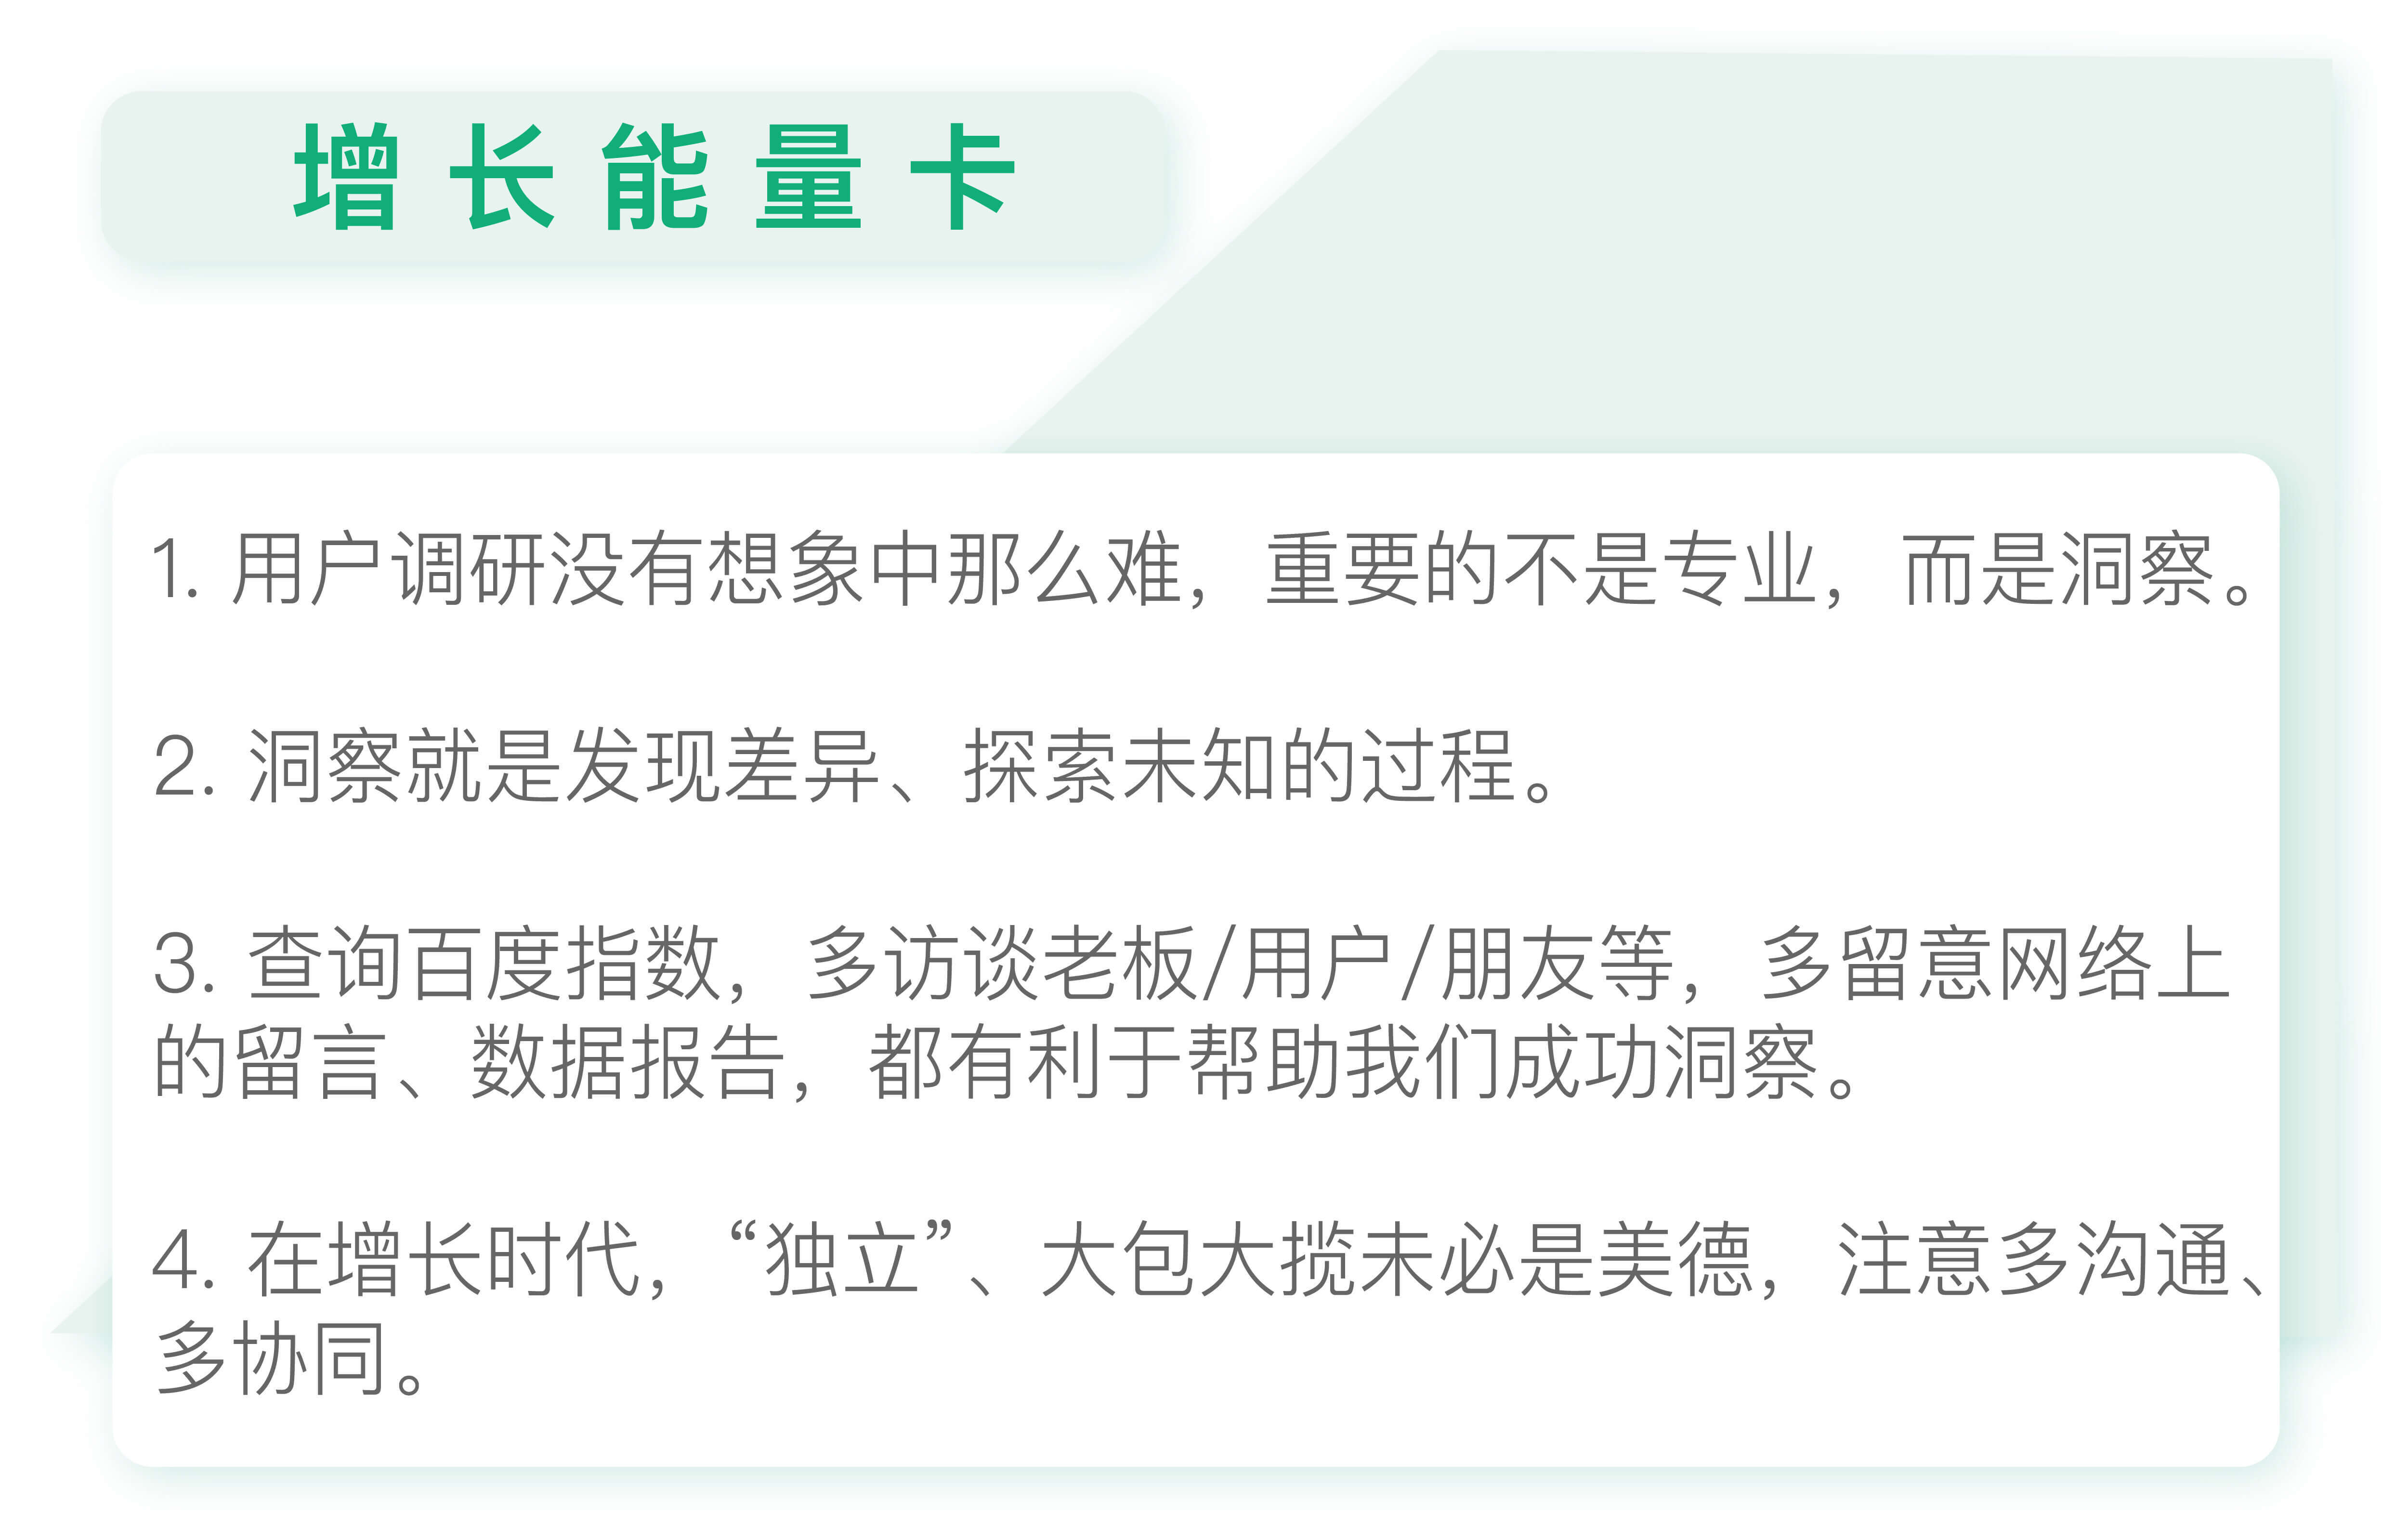 增长能量卡
1. 用户调研没有想象中那么难，重要的不是专业，而是洞察。
2. 洞察就是发现差异、探索未知的过程。
3. 查询百度指数，多访谈老板/用户/朋友等，多留意网络上
的留言、数据报告，都有利于帮助我们成功洞察。
4. 在增长时代，“独立”、大包大揽未必是美德，注意多沟通、
多协同。